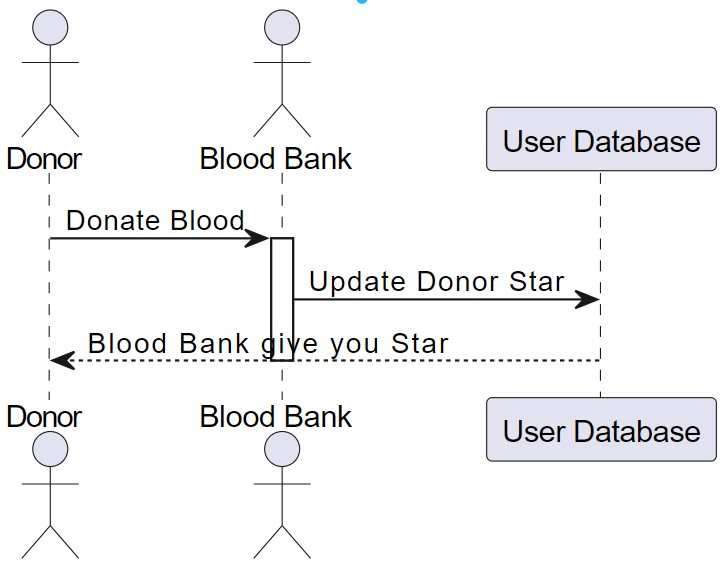 Donor
Blood Bank
User Database
Donate Blood
Update Donor Star
Blood Bank give you Star
Donor
Blood Bank
User Database